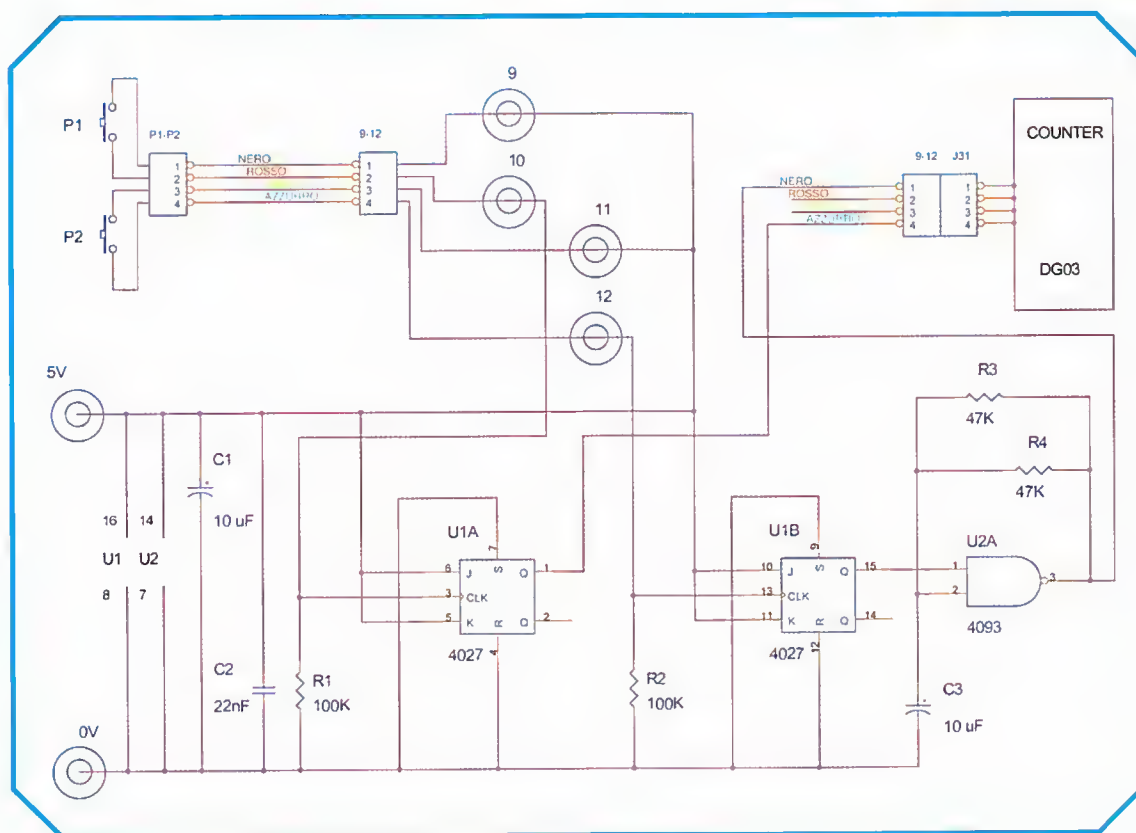 9
P1
P1-P2
9-12
NERO
ROSSO
AZZURRO
1
2
3
4
1
2
3
4
10
P2
11
12
COUNTER
9-12
J31
NERO
ROSSO
AZZURRO
1
2
3
4
1
2
3
4
DG03
5V
R3
47K
R4
47K
C1
10 uF
16
14
U1
U2
8
7
U1A
7
6
J
S
Q
1
3
CLK
5
K
R
Q
2
4
4027
U1B
9
10
J
S
Q
15
13
CLK
11
K
R
Q
14
12
4027
U2A
1
2
3
4093
C2
22nF
R1
100K
R2
100K
C3
10 uF
0V